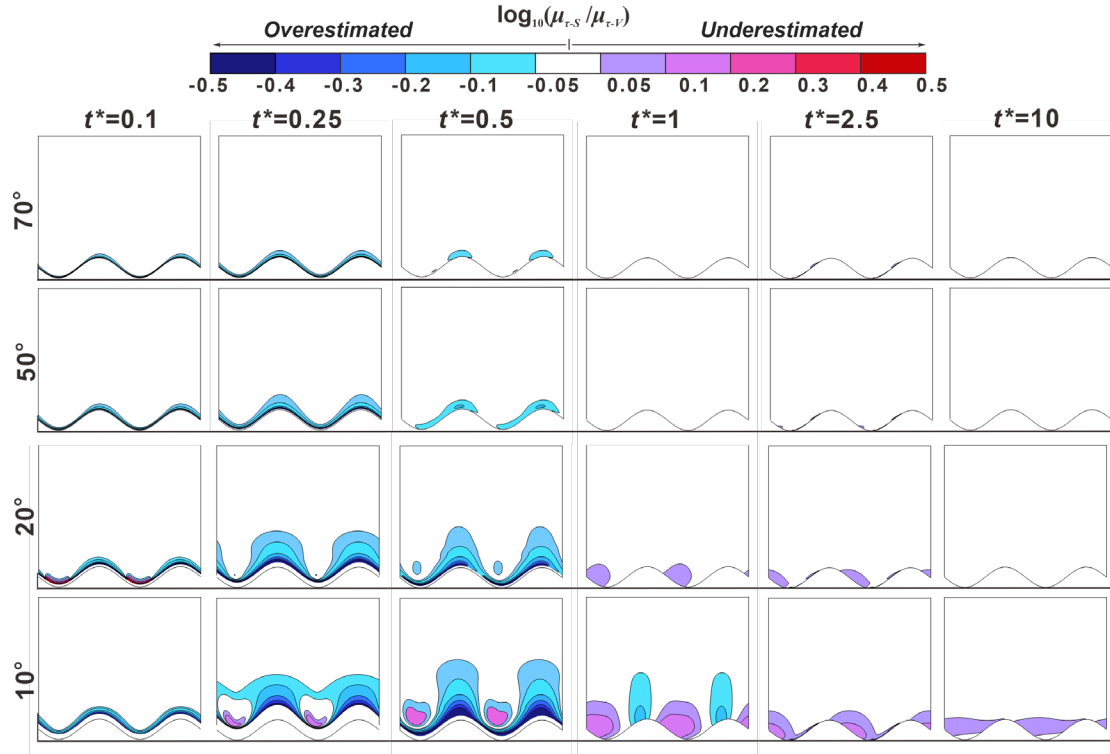 log₁₀(μτ-S /μτ-V)
Overestimated Underestimated
-0.5 -0.4 -0.3 -0.2 -0.1 -0.05 0.05 0.1 0.2 0.3 0.4 0.5
t*=0.1 t*=0.25 t*=0.5 t*=1 t*=2.5 t*=10
70°
50°
20°
10°